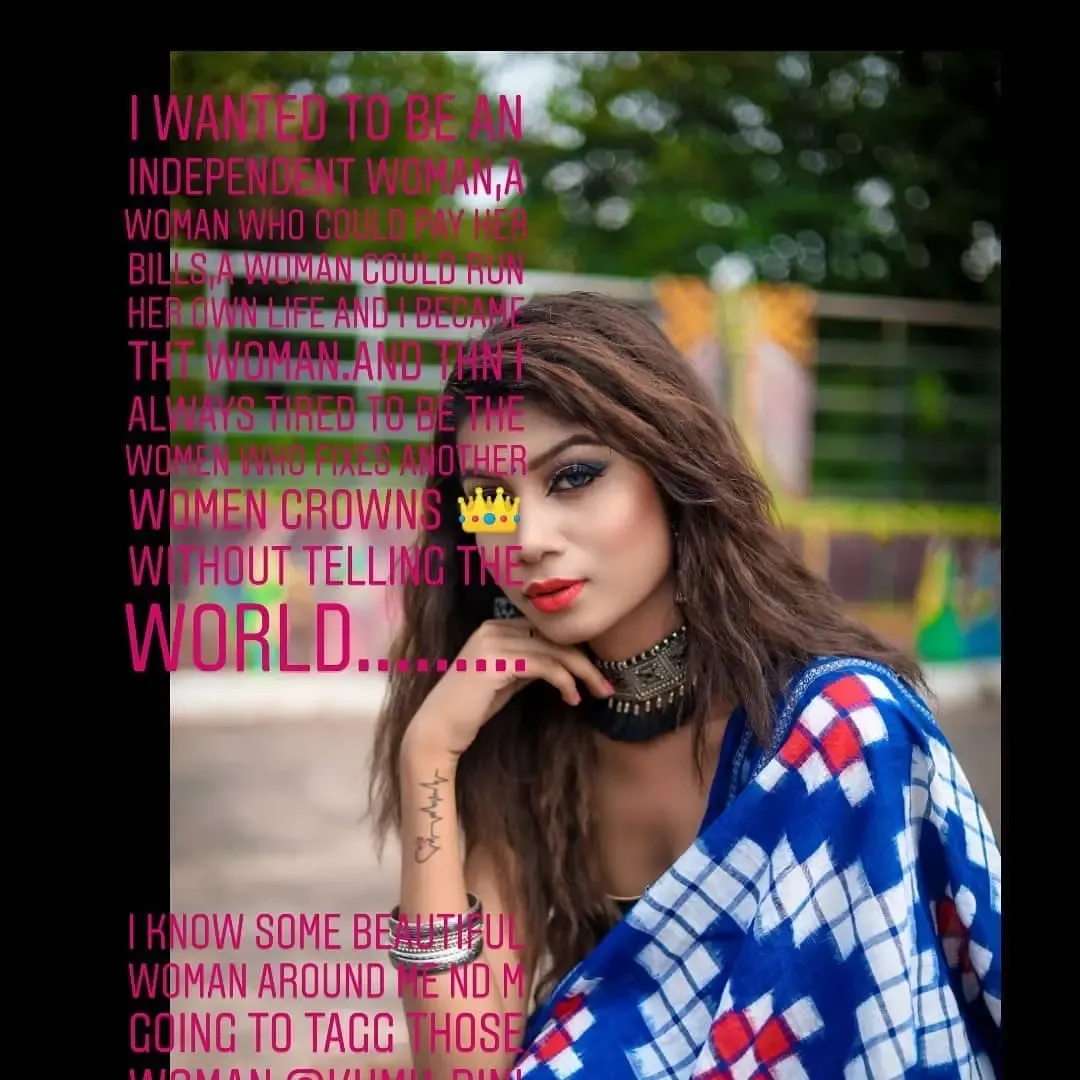 I WANTED TO BE AN
INDEPENDENT WOMAN,A
WOMAN WHO COULD PAY HER
BILLS,A WOMAN COULD RUN
HER OWN LIFE AND I BECAME
THT WOMAN.AND THN I
ALWAYS TIRED TO BE THE
WOMEN WHO FIXES ANOTHER
WOMEN CROWNS 👑
WITHOUT TELLING THE
WORLD.........
I KNOW SOME BEAUTIFUL
WOMAN AROUND ME ND M
GOING TO TAGG THOSE
WOMAN